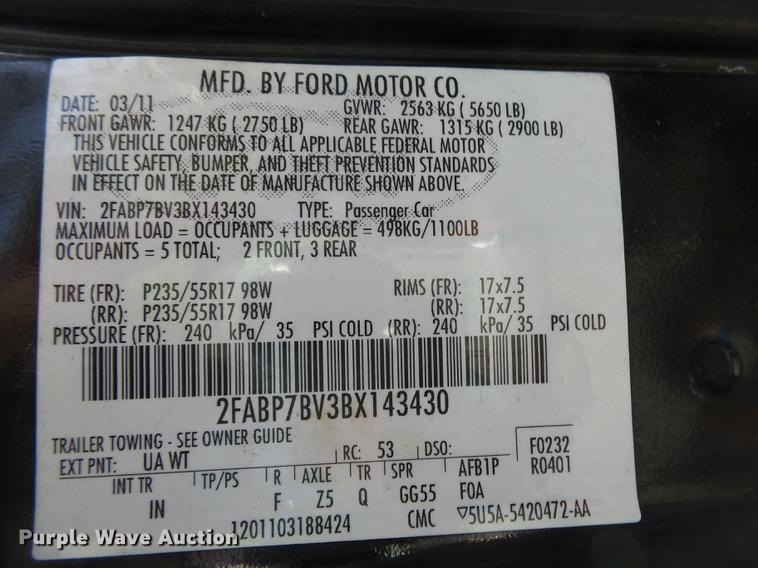 MFD. BY FORD MOTOR CO.
DATE: 03/11 GVWR: 2563 KG ( 5650 LB)
FRONT GAWR: 1247 KG ( 2750 LB) REAR GAWR: 1315 KG ( 2900 LB)
THIS VEHICLE CONFORMS TO ALL APPLICABLE FEDERAL MOTOR
VEHICLE SAFETY, BUMPER, AND THEFT PREVENTION STANDARDS
IN EFFECT ON THE DATE OF MANUFACTURE SHOWN ABOVE.
VIN: 2FABP7BV3BX143430 TYPE: Passenger Car
MAXIMUM LOAD = OCCUPANTS + LUGGAGE = 498KG/1100LB
OCCUPANTS = 5 TOTAL; 2 FRONT, 3 REAR
TIRE (FR): P235/55R17 98W RIMS (FR): 17x7.5
(RR): P235/55R17 98W (RR): 17x7.5
PRESSURE (FR): 240 kPa/ 35 PSI COLD (RR): 240 kPa/ 35 PSI COLD
2FABP7BV3BX143430
TRAILER TOWING - SEE OWNER GUIDE
EXT PNT: UA WT RC: 53 DSO: F0232
R0401
INT TR TP/PS R AXLE TR SPR AFB1P
IN F Z5 Q GG55 F0A
1201103188424 CMC ▽5U5A-5420472-AA
Purple Wave Auction